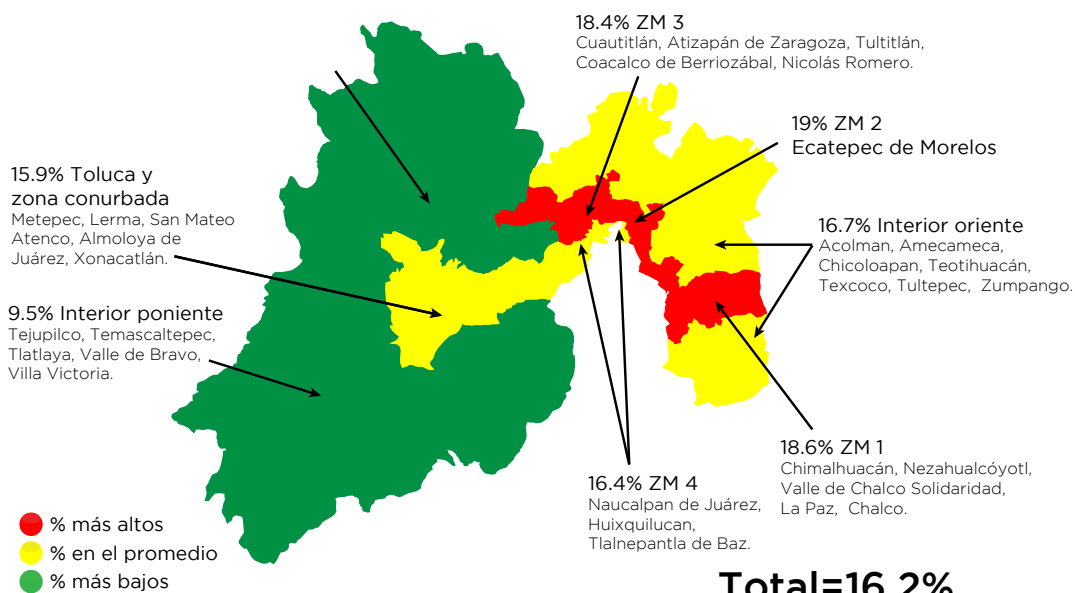 18.4% ZM 3
Cuautitlán, Atizapán de Zaragoza, Tultitlán,
Coacalco de Berriozábal, Nicolás Romero.
19% ZM 2
Ecatepec de Morelos
15.9% Toluca y
zona conurbada
Metepec, Lerma, San Mateo
Atenco, Almoloya de
Juárez, Xonacatlán.
16.7% Interior oriente
Acolman, Amecameca,
Chicoloapan, Teotihuacán,
Texcoco, Tultepec, Zumpango.
9.5% Interior poniente
Tejupilco, Temascaltepec,
Tlatlaya, Valle de Bravo,
Villa Victoria.
18.6% ZM 1
Chimalhuacán, Nezahualcóyotl,
Valle de Chalco Solidaridad,
La Paz, Chalco.
16.4% ZM 4
Naucalpan de Juárez,
Huixquilucan,
Tlalnepantla de Baz.
% más altos
% en el promedio
% más bajos
Total=16.2%